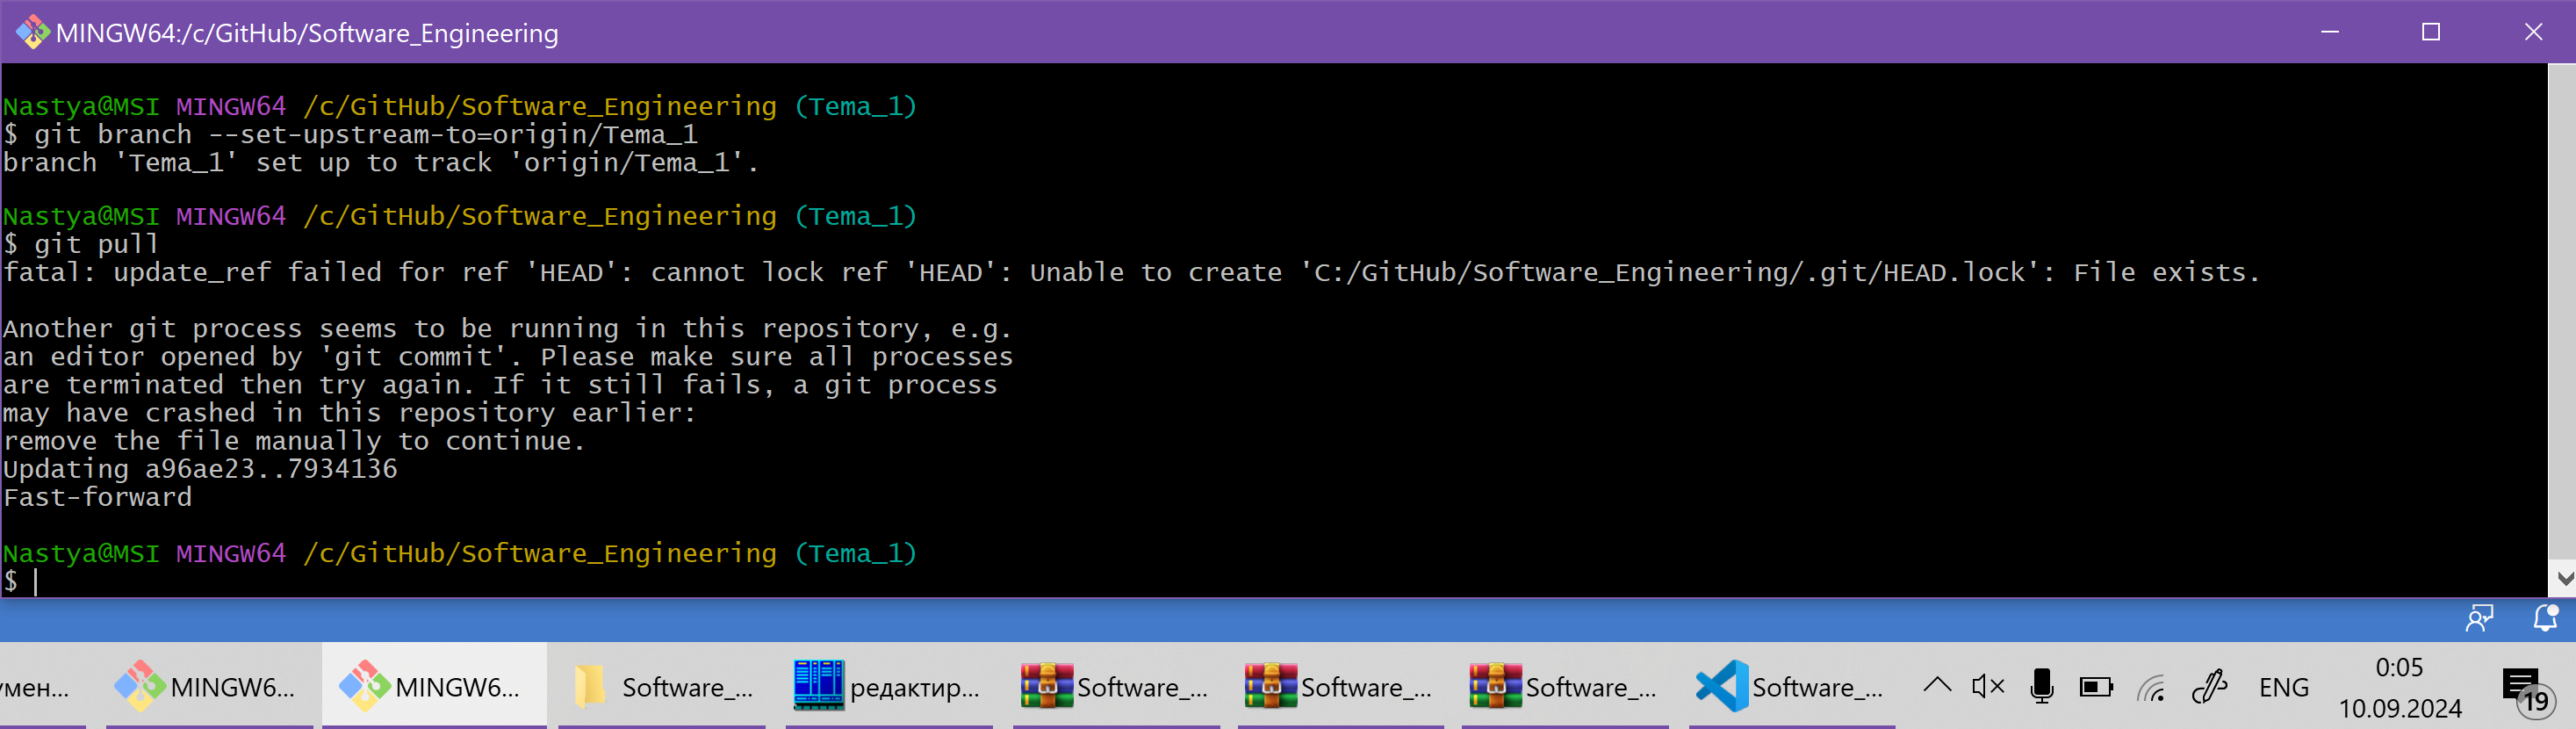 MINGW64:/c/GitHub/Software_Engineering
Nastya@MSI MINGW64 /c/GitHub/Software_Engineering (Tema_1)
$ git branch --set-upstream-to=origin/Tema_1
branch 'Tema_1' set up to track 'origin/Tema_1'.
Nastya@MSI MINGW64 /c/GitHub/Software_Engineering (Tema_1)
$ git pull
fatal: update_ref failed for ref 'HEAD': cannot lock ref 'HEAD': Unable to create 'C:/GitHub/Software_Engineering/.git/HEAD.lock': File exists.
Another git process seems to be running in this repository, e.g.
an editor opened by 'git commit'. Please make sure all processes
are terminated then try again. If it still fails, a git process
may have crashed in this repository earlier:
remove the file manually to continue.
Updating a96ae23..7934136
Fast-forward
Nastya@MSI MINGW64 /c/GitHub/Software_Engineering (Tema_1)
$
умен... MINGW6... MINGW6... Software_... редактир... Software_... Software_... Software_... Software_... ENG 0:05
10.09.2024 19